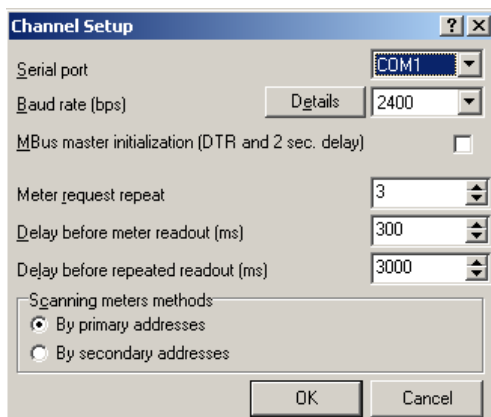 Channel Setup
Serial port COM1
Baud rate (bps) Details 2400
MBus master initialization (DTR and 2 sec. delay)
Meter request repeat 3
Delay before meter readout (ms) 300
Delay before repeated readout (ms) 3000
Scanning meters methods
By primary addresses
By secondary addresses
OK Cancel